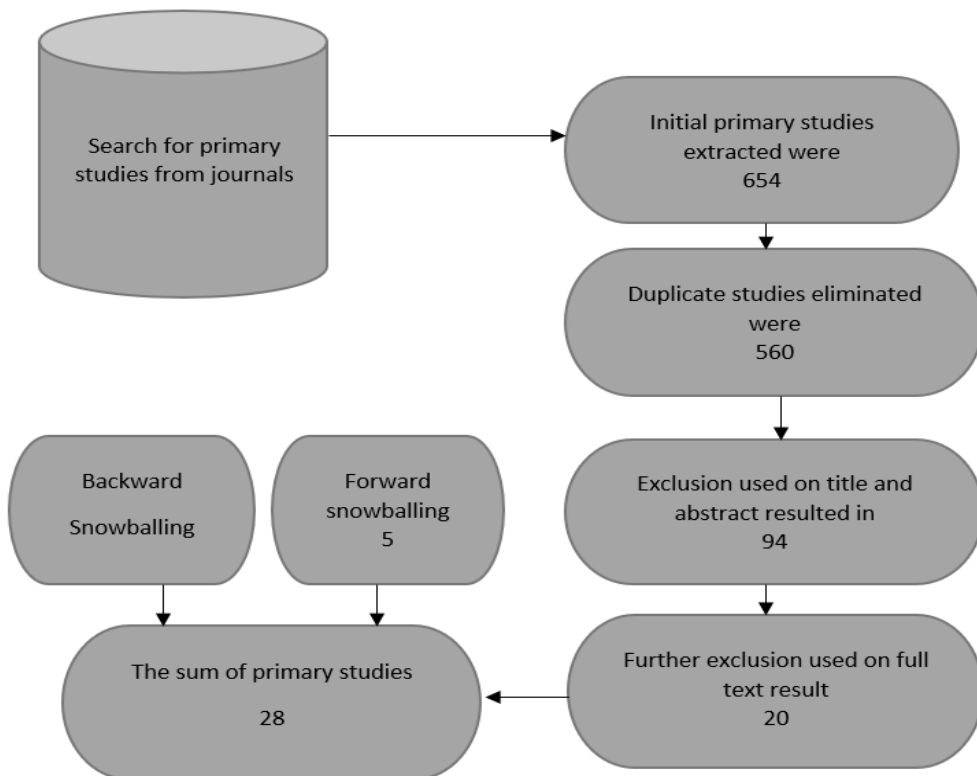 Search for primary
studies from journals
Initial primary studies
extracted were
654
Duplicate studies eliminated
were
560
Exclusion used on title and
abstract resulted in
94
Further exclusion used on full
text result
20
Backward
Snowballing
Forward
snowballing
5
The sum of primary studies
28